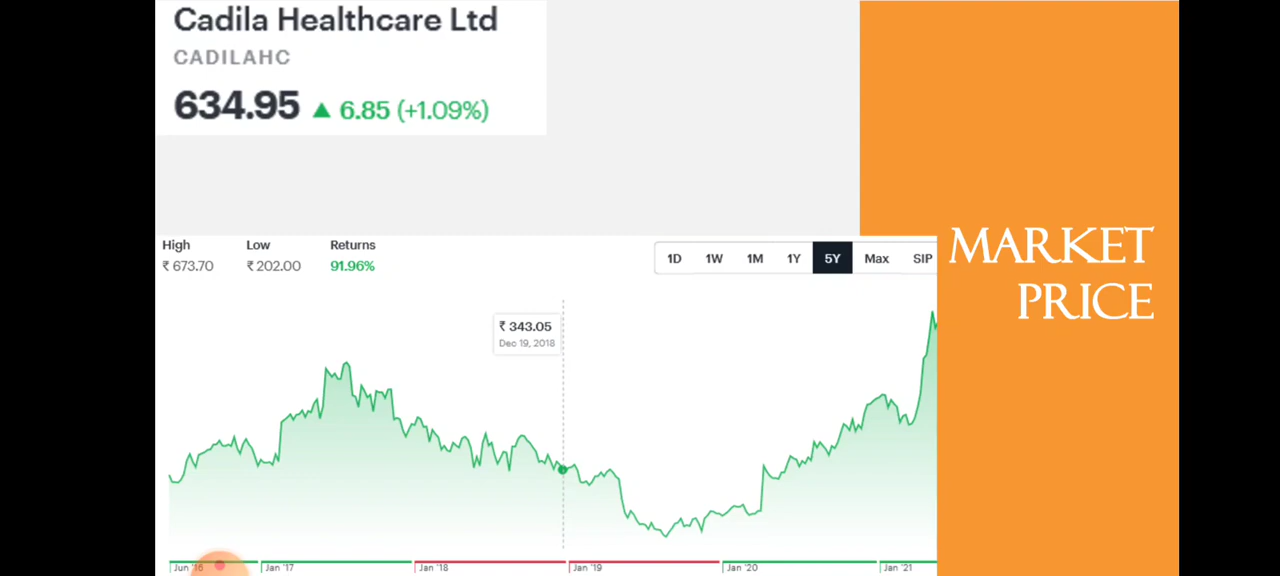 Cadila Healthcare Ltd
CADILAHC
634.95 ▲ 6.85 (+1.09%)
High Low Returns
₹ 673.70 ₹ 202.00 91.96%
1D 1W 1M 1Y 5Y Max SIP
MARKET
PRICE
₹ 343.05
Dec 19, 2018
Jun '16 Jan '17 Jan '18 Jan '19 Jan '20 Jan '21